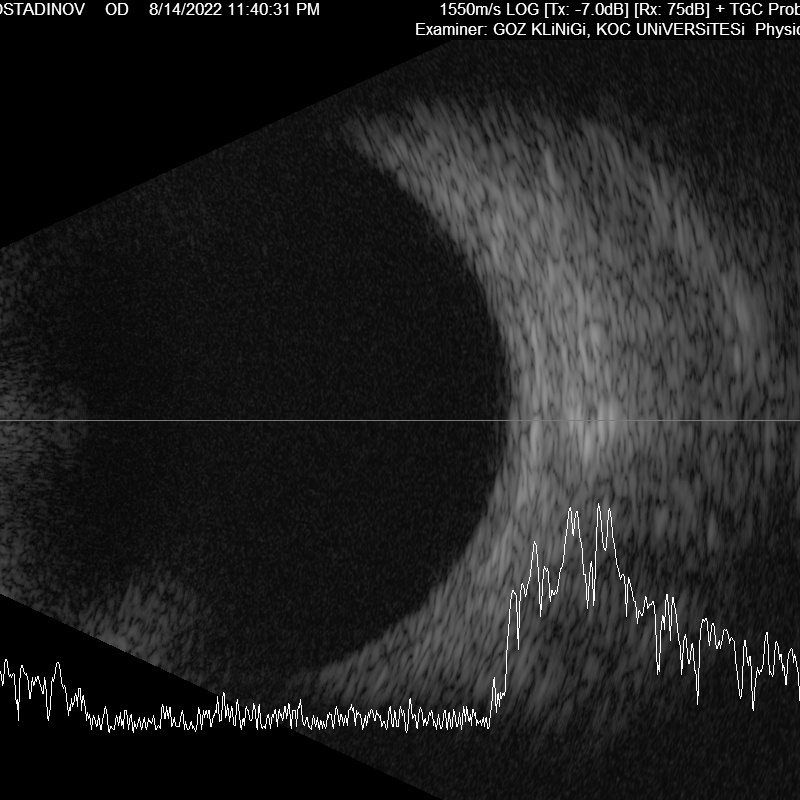 OSTADINOV OD 8/14/2022 11:40:31 PM 1550m/s LOG [Tx: -7.0dB] [Rx: 75dB] + TGC Prob
Examiner: GOZ KLiNiGi, KOC UNiVERSiTESi Physic